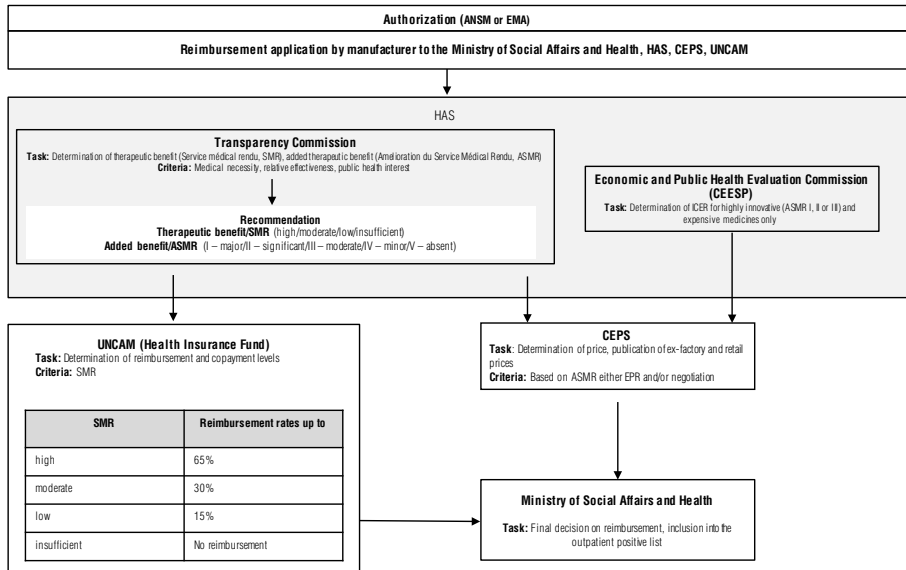 Authorization (ANSM or EMA)
Reimbursement application by manufacturer to the Ministry of Social Affairs and Health, HAS, CEPS, UNCAM
HAS
Transparency Commission
Task: Determination of therapeutic benefit (Service médical rendu, SMR), added therapeutic benefit (Amelioration du Service Médical Rendu, ASMR)
Criteria: Medical necessity, relative effectiveness, public health interest
Recommendation
Therapeutic benefit/SMR (high/moderate/low/insufficient)
Added benefit/ASMR (I – major/II – significant/III – moderate/IV – minor/V – absent)
Economic and Public Health Evaluation Commission
(CEESP)
Task: Determination of ICER for highly innovative (ASMR I, II or III) and
expensive medicines only
UNCAM (Health Insurance Fund)
Task: Determination of reimbursement and copayment levels
Criteria: SMR
SMR Reimbursement rates up to
high 65%
moderate 30%
low 15%
insufficient No reimbursement
CEPS
Task: Determination of price, publication of ex-factory and retail
prices
Criteria: Based on ASMR either EPR and/or negotiation
Ministry of Social Affairs and Health
Task: Final decision on reimbursement, inclusion into the
outpatient positive list